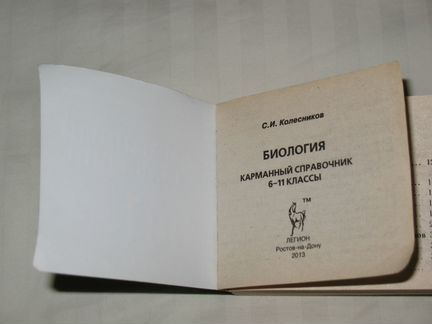 С.И. Колесников
БИОЛОГИЯ
КАРМАННЫЙ СПРАВОЧНИК
6–11 КЛАССЫ
TM
ЛЕГИОН
Ростов-на-Дону
2013